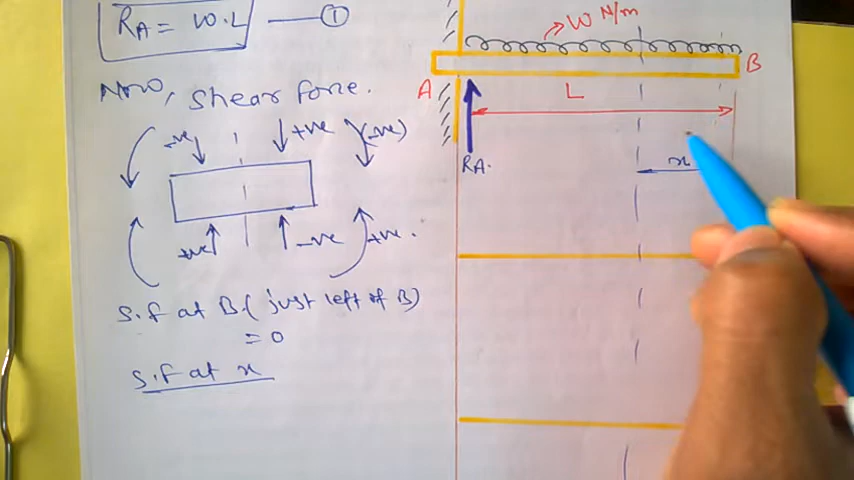 RA = W.L — ①
Now, shear force.
-ve +ve (-ve)
+ve -ve +ve.
S.F at B (just left of B)
= 0
S.F at x
W N/m
A B
L
RA.
x